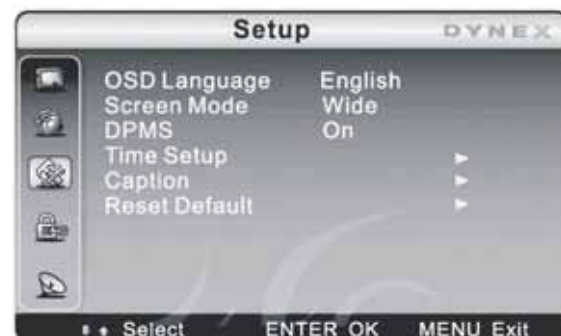 Setup DYNEX
OSD Language English
Screen Mode Wide
DPMS On
Time Setup
Caption
Reset Default
Select ENTER OK MENU Exit